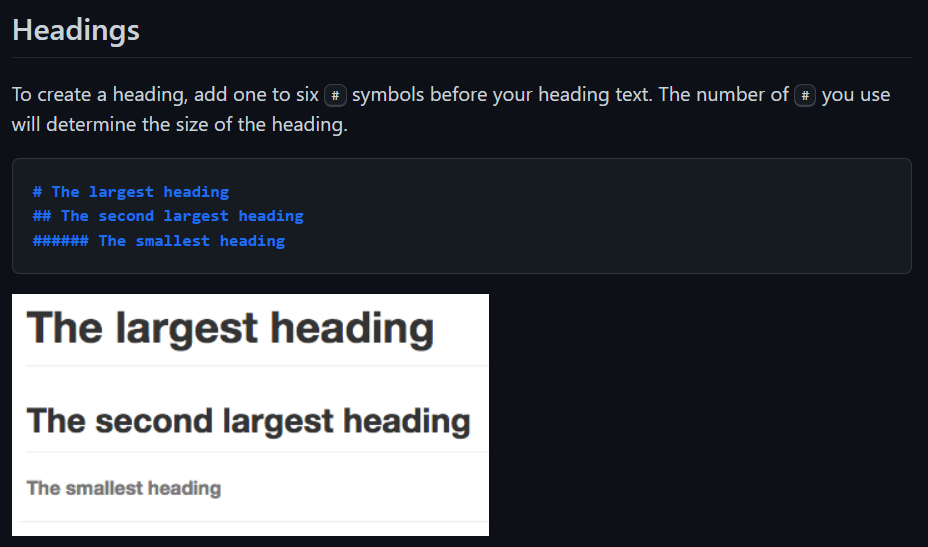 Headings
To create a heading, add one to six # symbols before your heading text. The number of # you use
will determine the size of the heading.
# The largest heading
## The second largest heading
###### The smallest heading
The largest heading
The second largest heading
The smallest heading